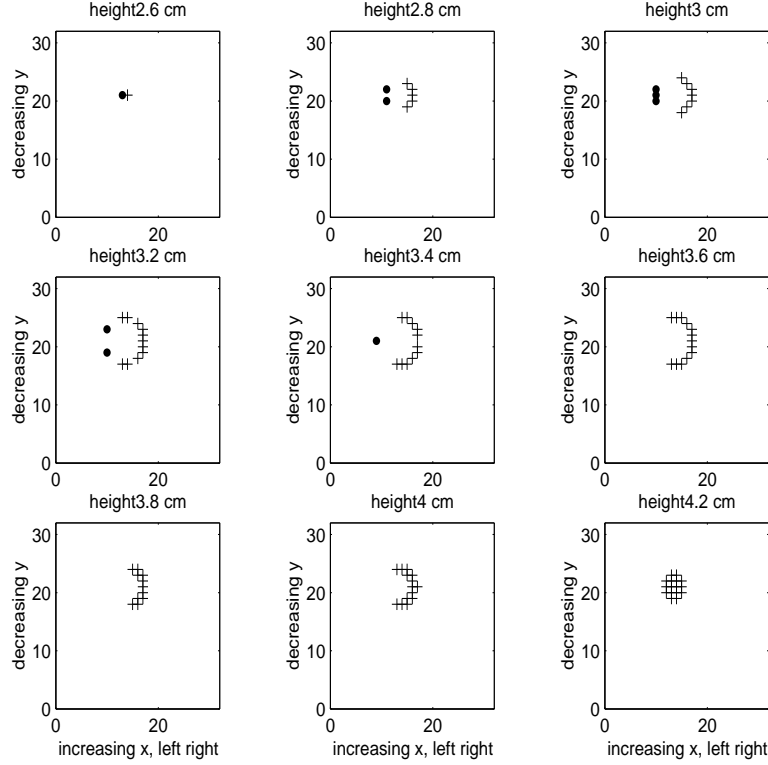 height2.6 cm
height2.8 cm
height3 cm
30
20
10
0
decreasing y
0
20
30
20
10
0
decreasing y
0
20
30
20
10
0
decreasing y
0
20
height3.2 cm
height3.4 cm
height3.6 cm
30
20
10
0
decreasing y
0
20
30
20
10
0
decreasing y
0
20
30
20
10
0
decreasing y
0
20
height3.8 cm
height4 cm
height4.2 cm
30
20
10
0
decreasing y
0
20
increasing x, left right
30
20
10
0
decreasing y
0
20
increasing x, left right
30
20
10
0
decreasing y
0
20
increasing x, left right